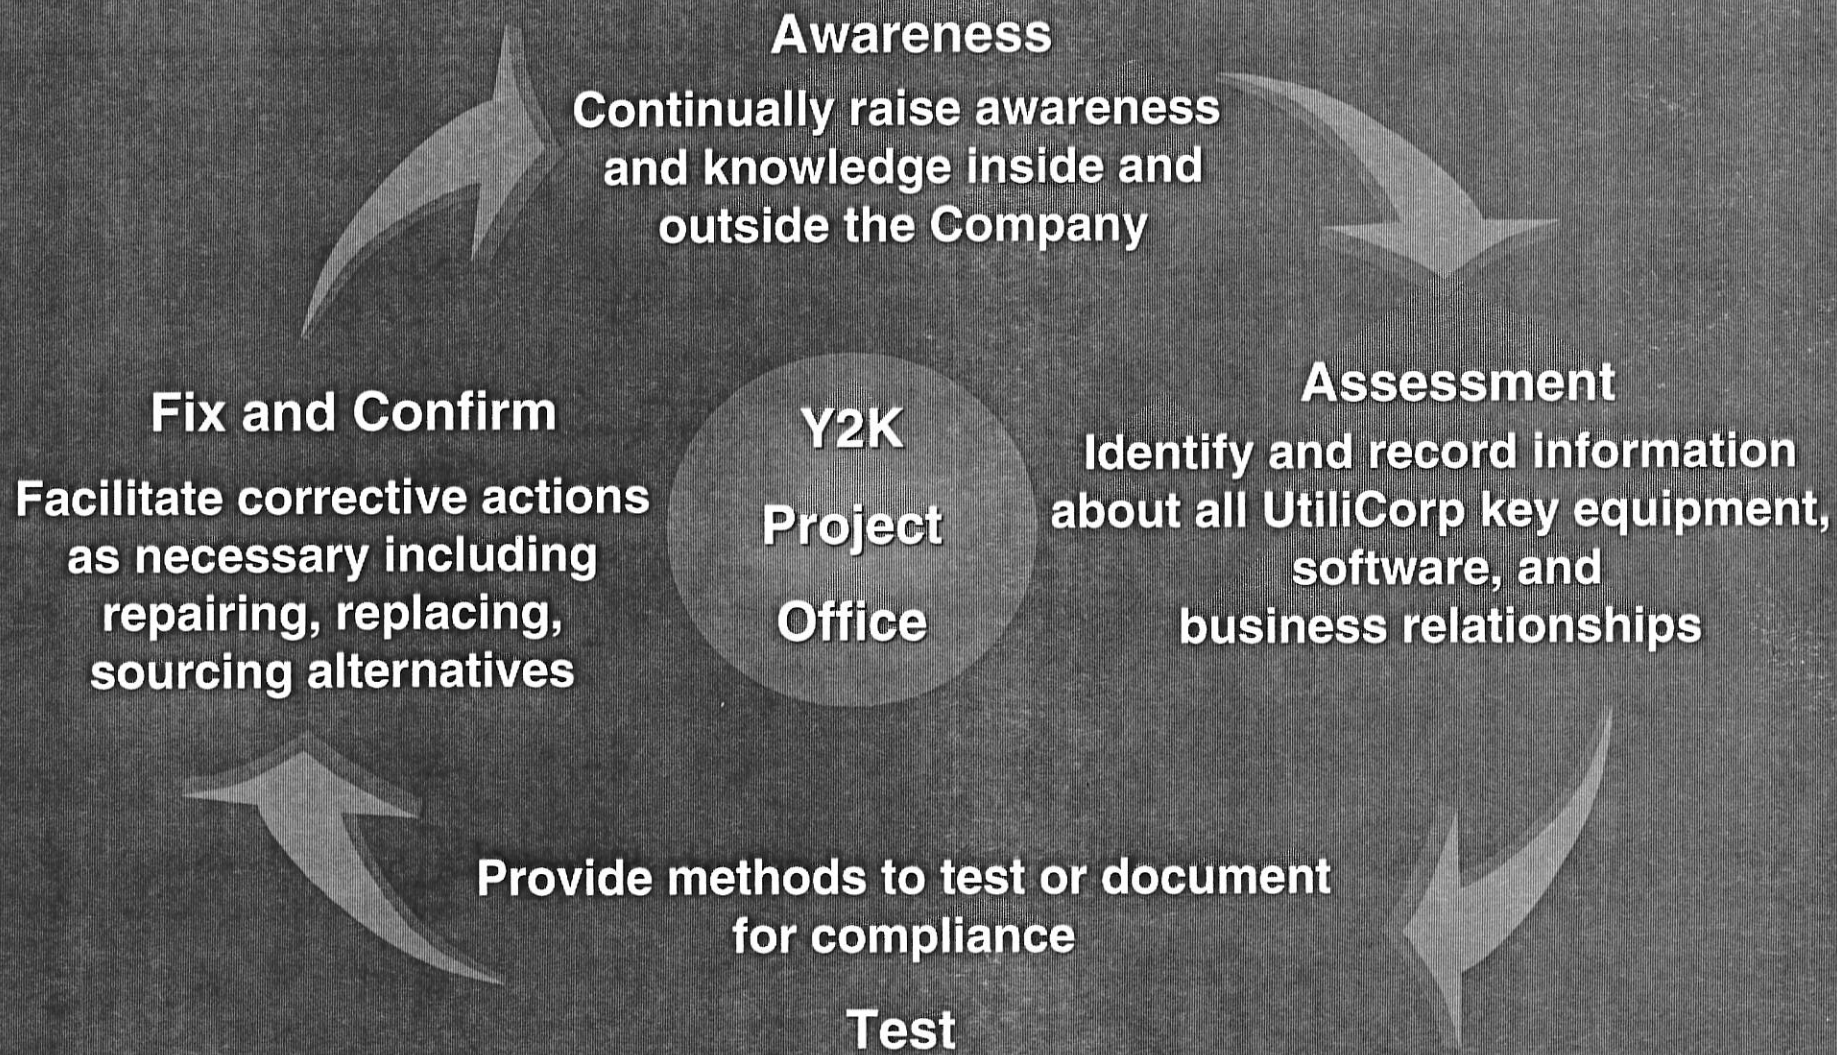 Awareness
Continually raise awareness
and knowledge inside and
outside the Company
Assessment
Identify and record information
about all UtiliCorp key equipment,
software, and
business relationships
Provide methods to test or document
for compliance
Test
Fix and Confirm
Facilitate corrective actions
as necessary including
repairing, replacing,
sourcing alternatives
Y2K
Project
Office